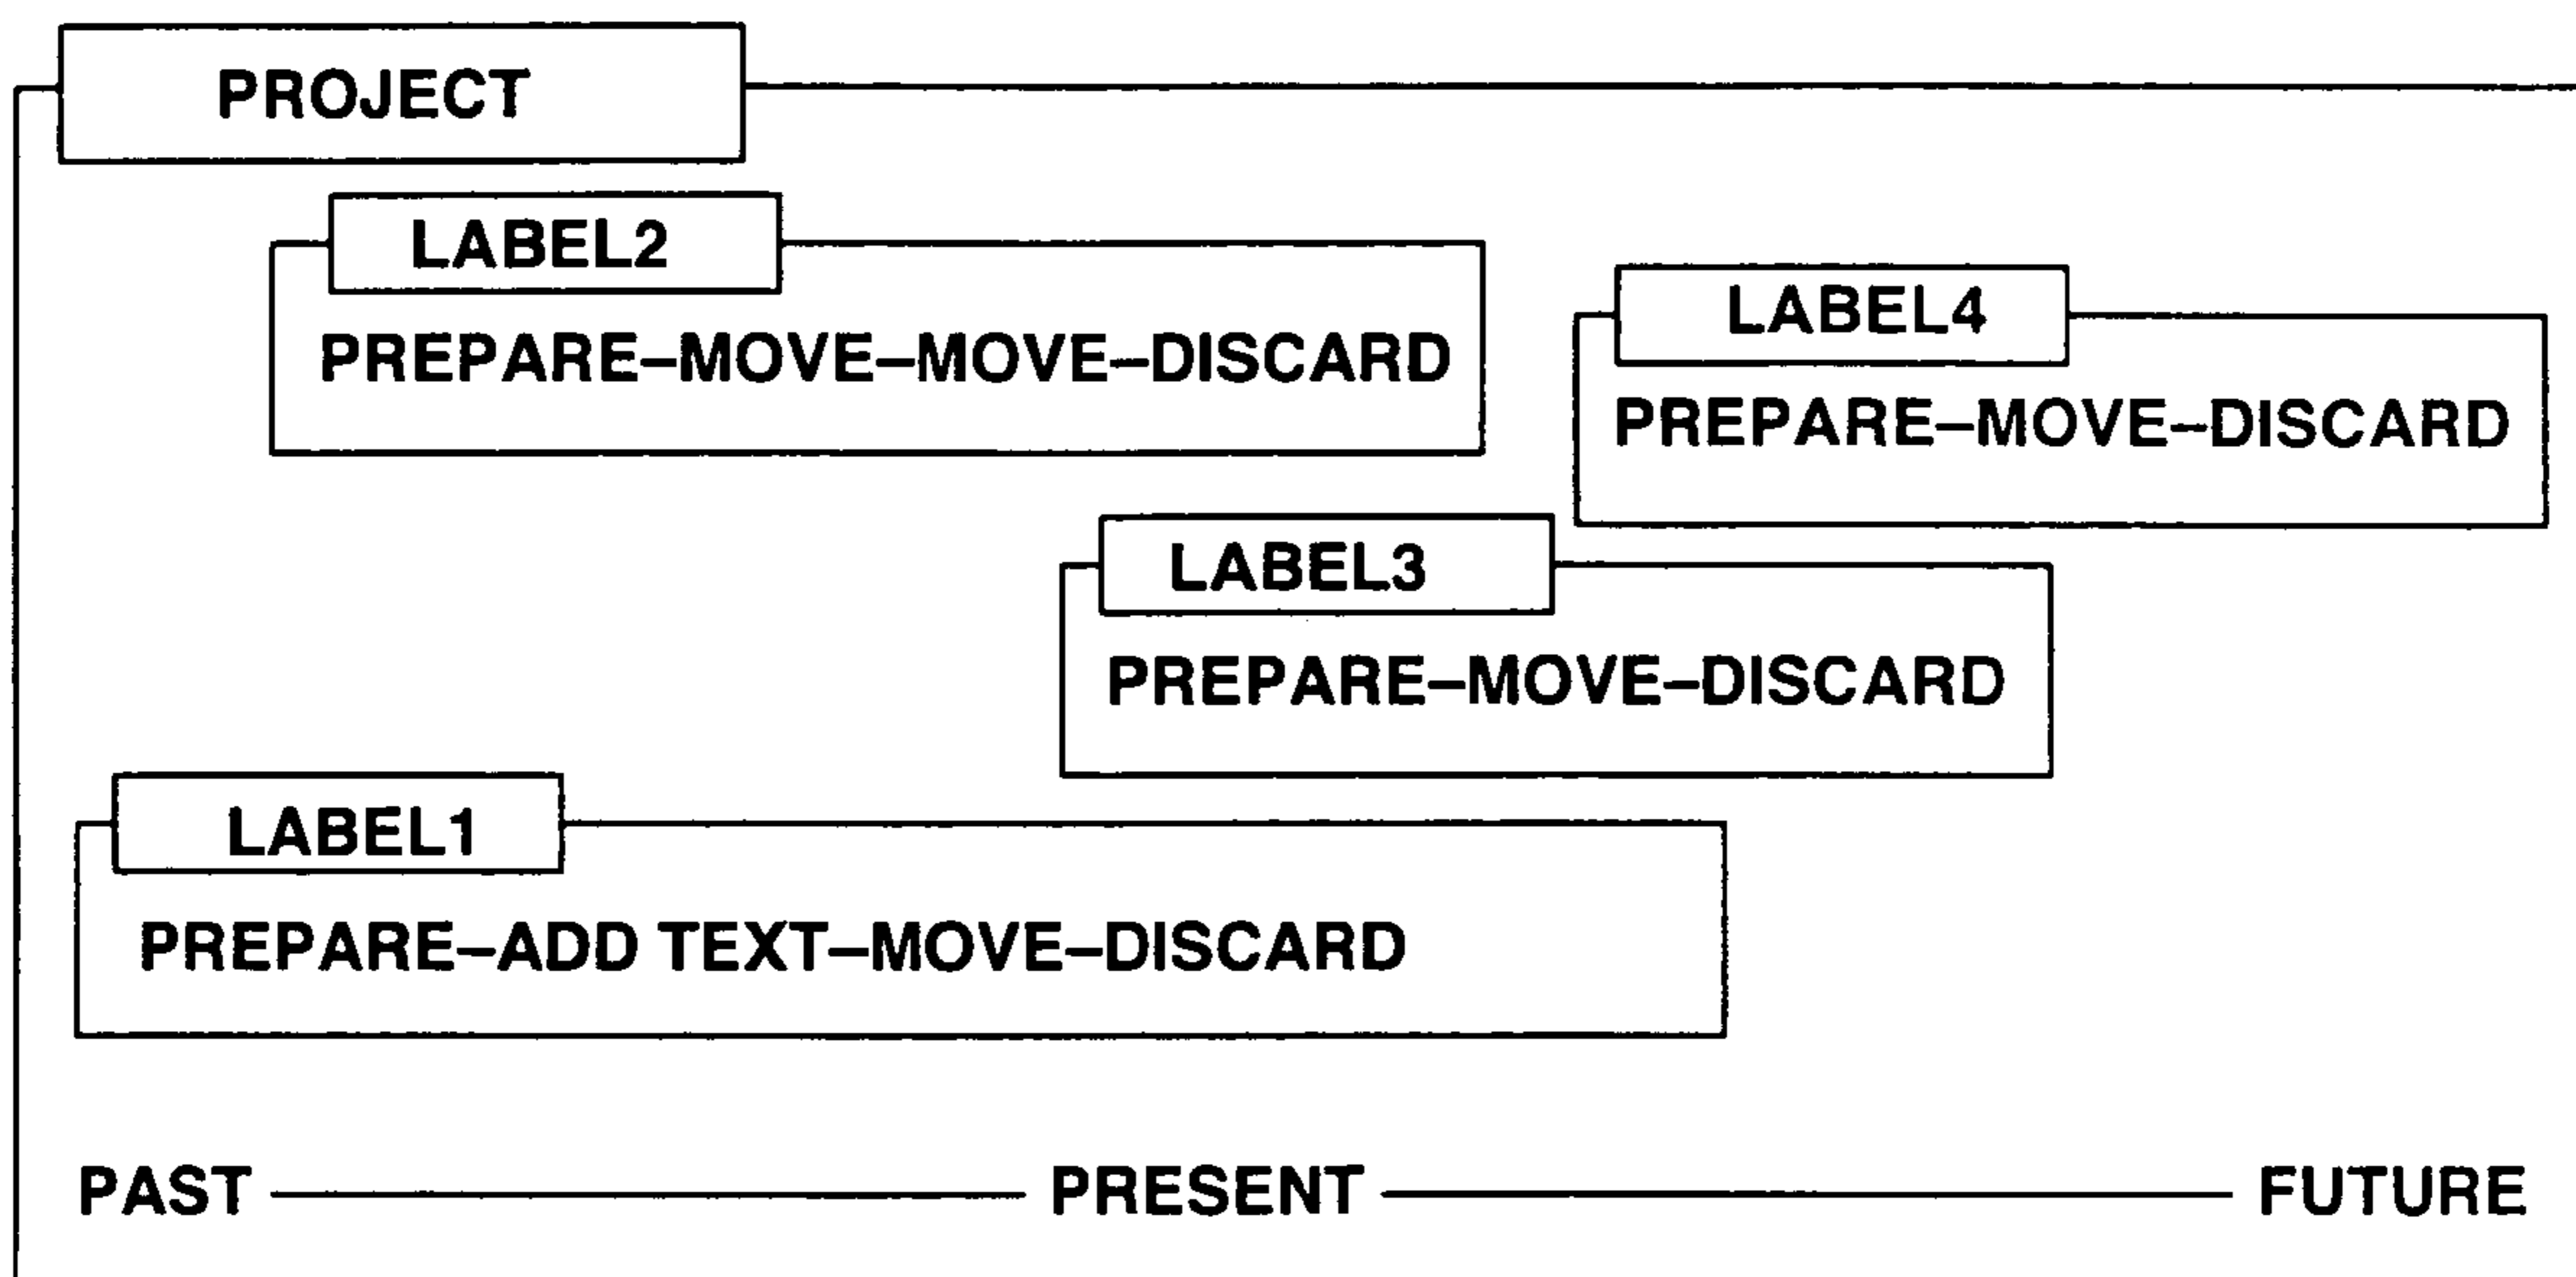 PROJECT
LABEL2
PREPARE–MOVE–MOVE–DISCARD
LABEL4
PREPARE–MOVE–DISCARD
LABEL3
PREPARE–MOVE–DISCARD
LABEL1
PREPARE–ADD TEXT–MOVE–DISCARD
PAST PRESENT FUTURE